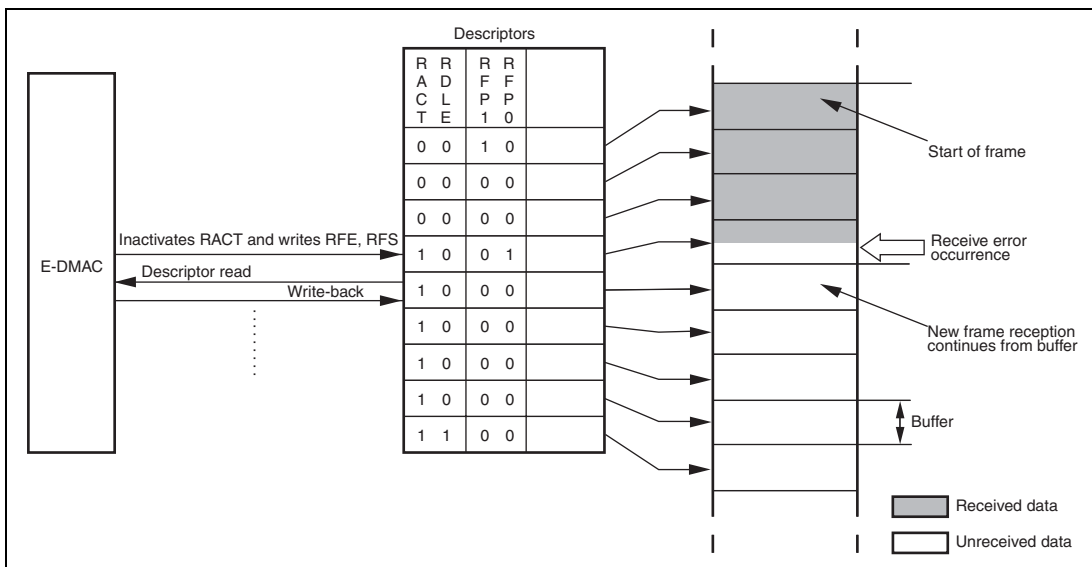 Descriptors
R R R R
A D F F
C L P P
T E 1 0
0 0 1 0
0 0 0 0
0 0 0 0
1 0 0 1
1 0 0 0
1 0 0 0
1 0 0 0
1 0 0 0
1 1 0 0
E-DMAC
Inactivates RACT and writes RFE, RFS
Descriptor read
Write-back
Start of frame
Receive error
occurrence
New frame reception
continues from buffer
Buffer
Received data
Unreceived data